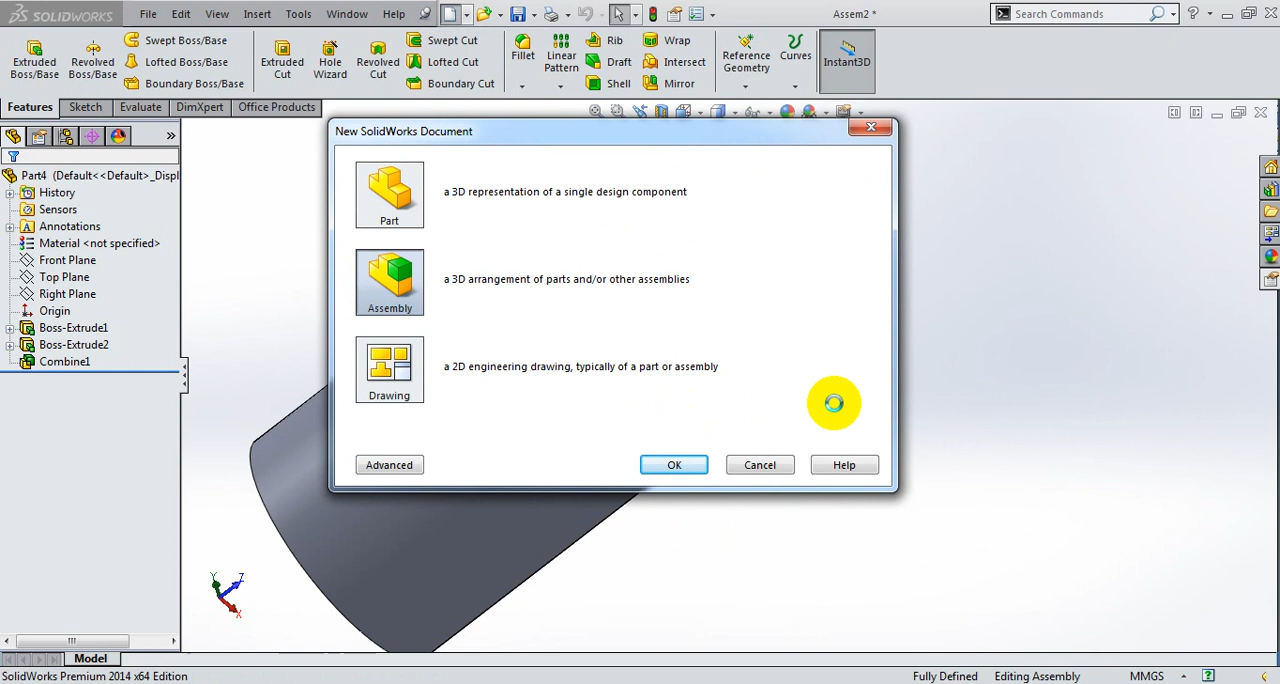 SOLIDWORKS File Edit View Insert Tools Window Help Assem2 * Search Commands
Extruded Boss/Base
Revolved Boss/Base
Swept Boss/Base
Lofted Boss/Base
Boundary Boss/Base
Extruded Cut
Hole Wizard
Revolved Cut
Swept Cut
Lofted Cut
Boundary Cut
Fillet
Linear Pattern
Rib
Draft
Shell
Wrap
Intersect
Mirror
Reference Geometry
Curves
Instant3D
Features Sketch Evaluate DimXpert Office Products
Part4 (Default<<Default>_Displ
History
Sensors
Annotations
Material <not specified>
Front Plane
Top Plane
Right Plane
Origin
Boss-Extrude1
Boss-Extrude2
Combine1
New SolidWorks Document
Part
a 3D representation of a single design component
Assembly
a 3D arrangement of parts and/or other assemblies
Drawing
a 2D engineering drawing, typically of a part or assembly
Advanced OK Cancel Help
Y Z X
Model
SolidWorks Premium 2014 x64 Edition Fully Defined Editing Assembly MMGS